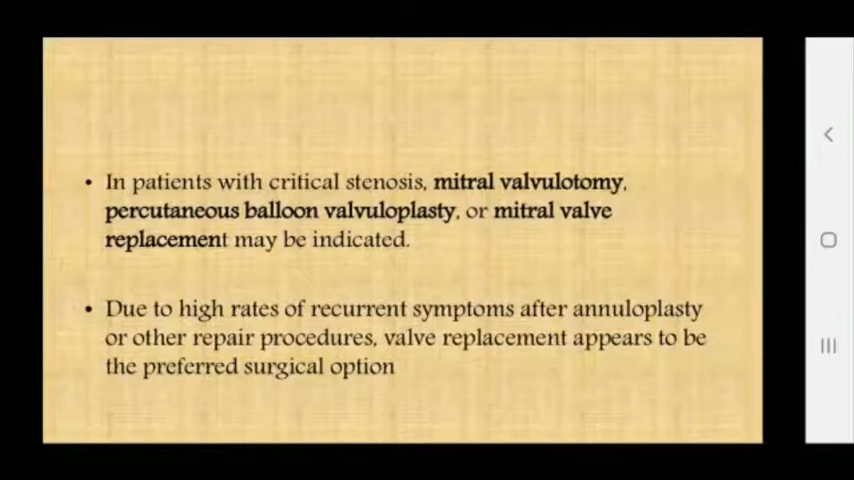 • In patients with critical stenosis, mitral valvulotomy,
percutaneous balloon valvuloplasty, or mitral valve
replacement may be indicated.
• Due to high rates of recurrent symptoms after annuloplasty
or other repair procedures, valve replacement appears to be
the preferred surgical option